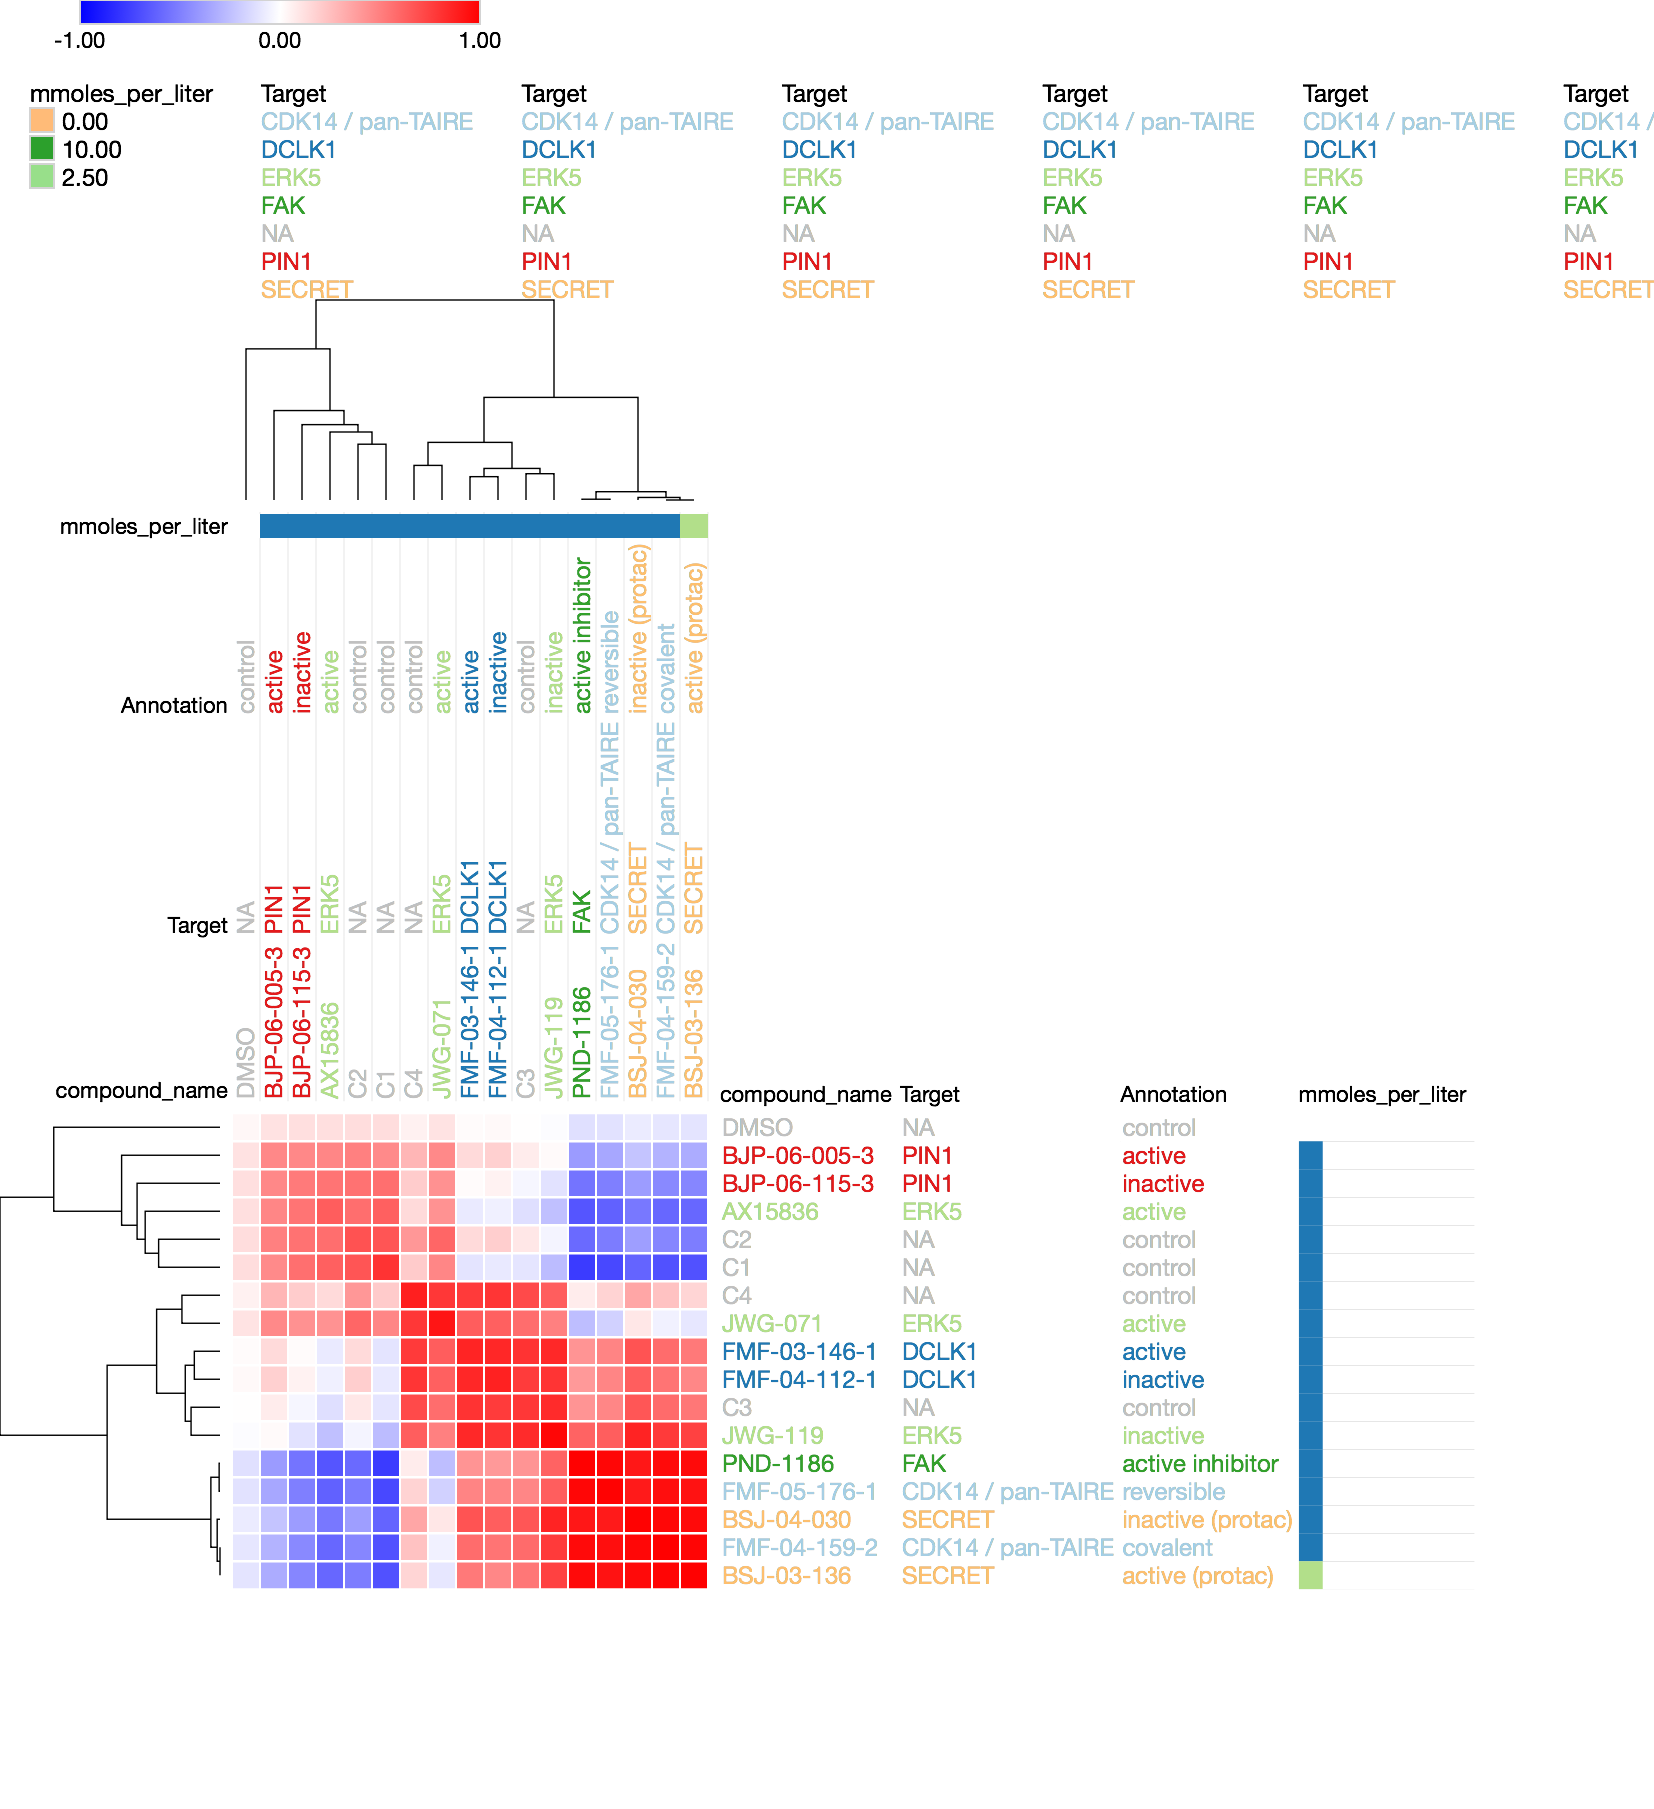 -1.00 0.00 1.00
mmoles_per_liter Target Target Target Target Target Target
0.00 CDK14 / pan-TAIRE CDK14 / pan-TAIRE CDK14 / pan-TAIRE CDK14 / pan-TAIRE CDK14 / pan-TAIRE CDK14 /
10.00 DCLK1 DCLK1 DCLK1 DCLK1 DCLK1 DCLK1
2.50 ERK5 ERK5 ERK5 ERK5 ERK5 ERK5
FAK FAK FAK FAK FAK FAK
NA NA NA NA NA NA
PIN1 PIN1 PIN1 PIN1 PIN1 PIN1
SECRET SECRET SECRET SECRET SECRET SECRET
mmoles_per_liter
Annotation
control
active
inactive
active
control
control
control
active
active
inactive
control
inactive
active inhibitor
reversible
inactive (protac)
covalent
active (protac)
Target
NA
PIN1
PIN1
ERK5
NA
NA
NA
ERK5
DCLK1
DCLK1
NA
ERK5
FAK
CDK14 / pan-TAIRE
SECRET
CDK14 / pan-TAIRE
SECRET
compound_name
DMSO
BJP-06-005-3
BJP-06-115-3
AX15836
C2
C1
C4
JWG-071
FMF-03-146-1
FMF-04-112-1
C3
JWG-119
PND-1186
FMF-05-176-1
BSJ-04-030
FMF-04-159-2
BSJ-03-136
compound_name Target Annotation mmoles_per_liter
DMSO NA control
BJP-06-005-3 PIN1 active
BJP-06-115-3 PIN1 inactive
AX15836 ERK5 active
C2 NA control
C1 NA control
C4 NA control
JWG-071 ERK5 active
FMF-03-146-1 DCLK1 active
FMF-04-112-1 DCLK1 inactive
C3 NA control
JWG-119 ERK5 inactive
PND-1186 FAK active inhibitor
FMF-05-176-1 CDK14 / pan-TAIRE reversible
BSJ-04-030 SECRET inactive (protac)
FMF-04-159-2 CDK14 / pan-TAIRE covalent
BSJ-03-136 SECRET active (protac)